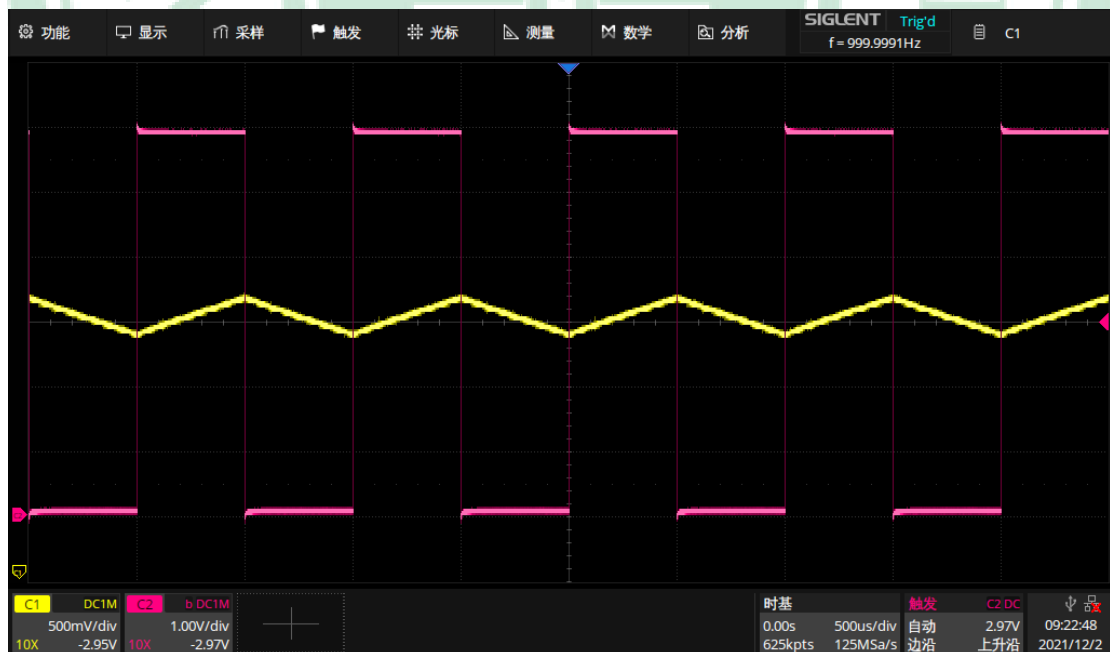 功能 显示 采样 触发 光标 测量 数学 分析 SIGLENT Trig'd C1
f = 999.9991Hz
C1 DC1M C2 b DC1M 时基 触发 C2 DC
500mV/div 1.00V/div 0.00s 500us/div 自动 2.97V 09:22:48
10X -2.95V 10X -2.97V 625kpts 125MSa/s 边沿 上升沿 2021/12/2